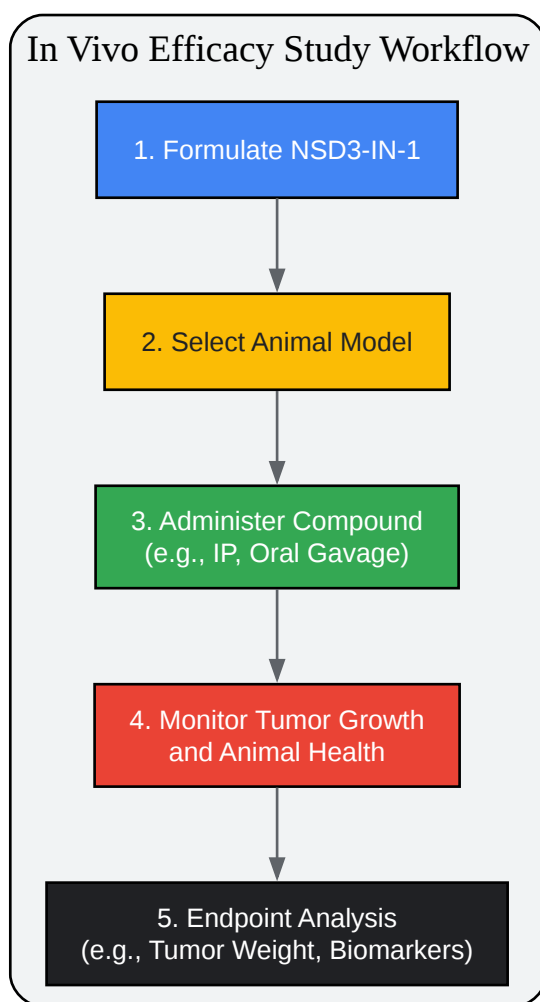 In Vivo Efficacy Study Workflow
1. Formulate NSD3-IN-1
2. Select Animal Model
3. Administer Compound
(e.g., IP, Oral Gavage)
4. Monitor Tumor Growth
and Animal Health
5. Endpoint Analysis
(e.g., Tumor Weight, Biomarkers)